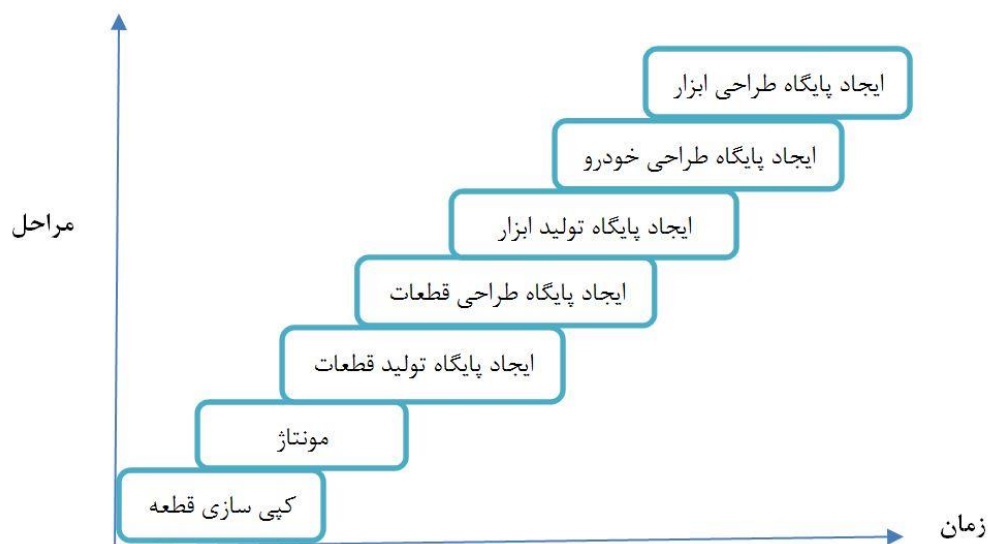 ایجاد پایگاه طراحی ابزار
ایجاد پایگاه طراحی خودرو
ایجاد پایگاه تولید ابزار
مراحل
ایجاد پایگاه طراحی قطعات
ایجاد پایگاه تولید قطعات
مونتاژ
کپی سازی قطعه
زمان